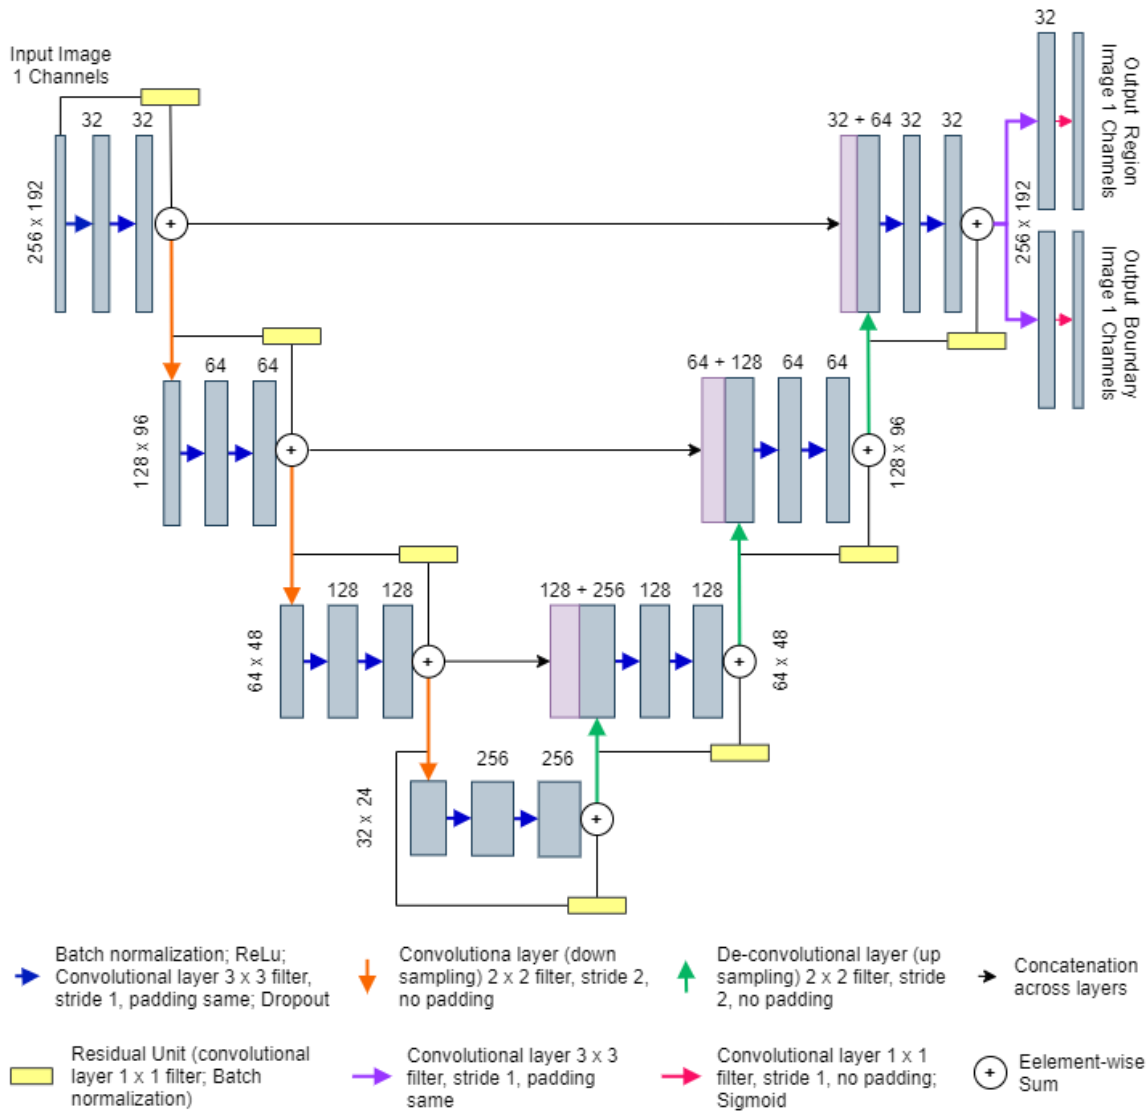 Input Image
1 Channels
32
32
256 x 192
32 + 64
32
32
32
256 x 192
Output Region
Image 1 Channels
Output Boundary
Image 1 Channels
64
64
128 x 96
64 + 128
64
64
128 x 96
128
128
64 x 48
128 + 256
128
128
64 x 48
256
256
32 x 24
+
+
+
+
+
+
+
Batch normalization; ReLu;
Convolutional layer 3 x 3 filter,
stride 1, padding same; Dropout
Convolutiona layer (down
sampling) 2 x 2 filter, stride 2,
no padding
De-convolutional layer (up
sampling) 2 x 2 filter, stride
2, no padding
Concatenation
across layers
Residual Unit (convolutional
layer 1 x 1 filter; Batch
normalization)
Convolutional layer 3 x 3
filter, stride 1, padding
same
Convolutional layer 1 x 1
filter, stride 1, no padding;
Sigmoid
+
Eelement-wise
Sum